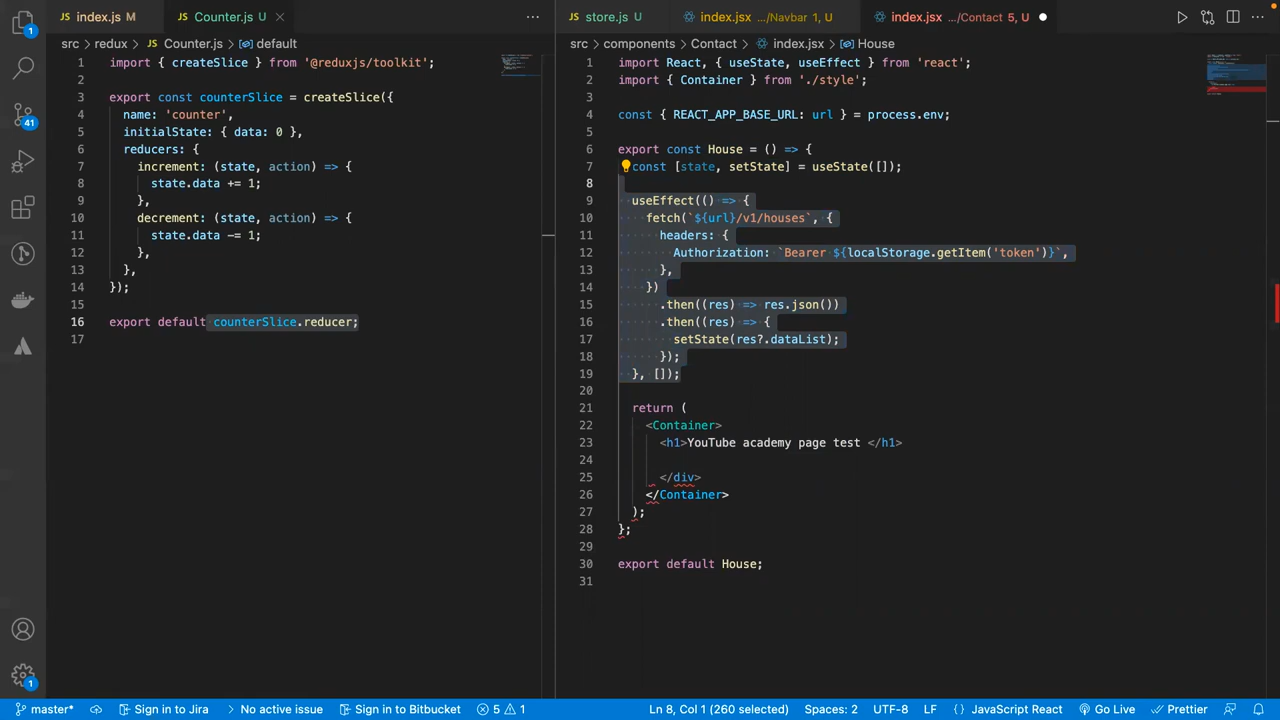 index.js M Counter.js U
store.js U index.jsx .../Navbar 1, U index.jsx .../Contact 5, U
src redux Counter.js default
src components Contact index.jsx House
1 import { createSlice } from '@reduxjs/toolkit';
2
3 export const counterSlice = createSlice({
4 name: 'counter',
5 initialState: { data: 0 },
6 reducers: {
7 increment: (state, action) => {
8 state.data += 1;
9 },
10 decrement: (state, action) => {
11 state.data -= 1;
12 },
13 },
14 });
15
16 export default counterSlice.reducer;
17
1 import React, { useState, useEffect } from 'react';
2 import { Container } from './style';
3
4 const { REACT_APP_BASE_URL: url } = process.env;
5
6 export const House = () => {
7 const [state, setState] = useState([]);
8
9 useEffect(() => {
10 fetch(`${url}/v1/houses`, {
11 headers: {
12 Authorization: `Bearer ${localStorage.getItem('token')}`,
13 },
14 })
15 .then((res) => res.json())
16 .then((res) => {
17 setState(res?.dataList);
18 });
19 }, []);
20
21 return (
22 <Container>
23 <h1>YouTube academy page test </h1>
24
25 </div>
26 </Container>
27 );
28 };
29
30 export default House;
31
1
41
1
master* Sign in to Jira No active issue Sign in to Bitbucket 5 1 Ln 8, Col 1 (260 selected) Spaces: 2 UTF-8 LF { } JavaScript React Go Live Prettier